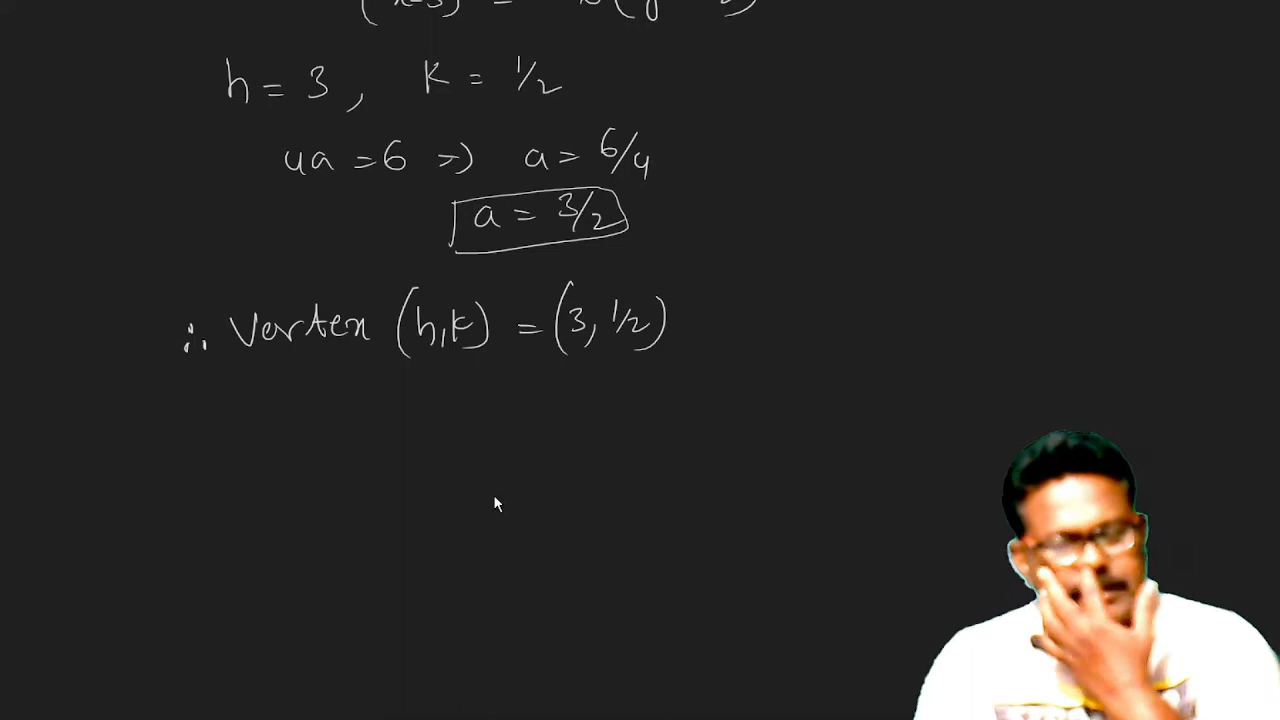 h = 3, k = 1/2
4a = 6 => a = 6/4
a = 3/2
∴ Vertex (h,k) = (3, 1/2)